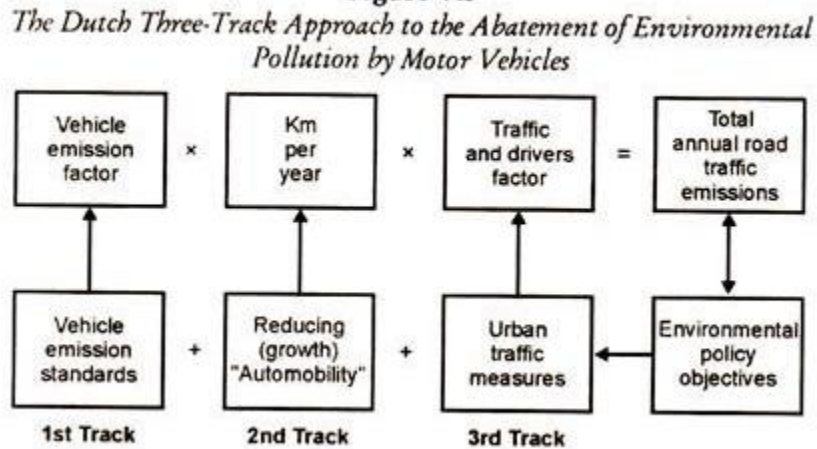 The Dutch Three-Track Approach to the Abatement of Environmental
Pollution by Motor Vehicles
Vehicle
emission
factor
×
Km
per
year
×
Traffic
and drivers
factor
=
Total
annual road
traffic
emissions
Vehicle
emission
standards
+
Reducing
(growth)
"Automobility"
+
Urban
traffic
measures
Environmental
policy
objectives
1st Track
2nd Track
3rd Track